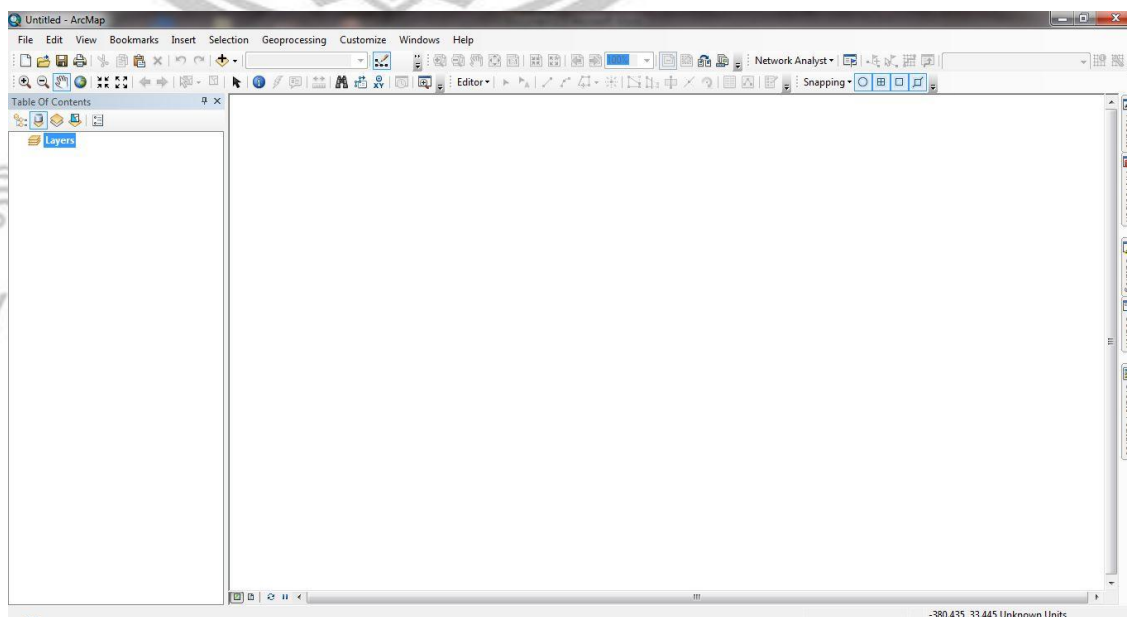 Untitled - ArcMap
File Edit View Bookmarks Insert Selection Geoprocessing Customize Windows Help
100% Network Analyst
Editor Snapping
Table Of Contents
Layers
-380.435 33.445 Unknown Units